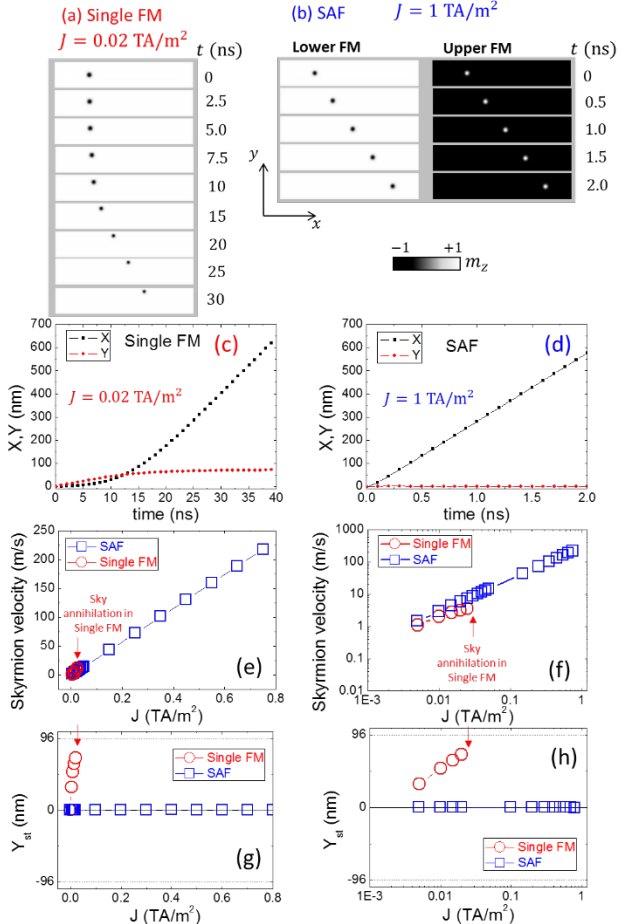 (a) Single FM
J = 0.02 TA/m²
t (ns)
0
2.5
5.0
7.5
10
15
20
25
30
(b) SAF J = 1 TA/m²
Lower FM Upper FM t (ns)
0
0.5
1.0
1.5
2.0
y
x
−1 +1
m_z
700
600
500
400
300
200
100
0
X,Y (nm)
X
Y
Single FM (c)
J = 0.02 TA/m²
0 5 10 15 20 25 30 35 40
time (ns)
700
600
500
400
300
200
100
0
X,Y (nm)
X
Y
SAF (d)
J = 1 TA/m²
0.0 0.4 0.8 1.2 1.6 2.0
time (ns)
250
200
150
100
50
0
Skyrmion velocity (m/s)
SAF
Single FM
Sky
annihilation in
Single FM
(e)
0.0 0.2 0.4 0.6 0.8
J (TA/m²)
1000
100
10
1
0.1
0.01
Skyrmion velocity (m/s)
Single FM
SAF
Sky
annihilation in
Single FM
(f)
1E-3 0.01 0.1 1
J (TA/m²)
96
0
-96
Y_st (nm)
Single FM
SAF
(g)
0.0 0.2 0.4 0.6 0.8
J (TA/m²)
96
0
-96
Y_st (nm)
(h)
Single FM
SAF
1E-3 0.01 0.1 1
J (TA/m²)